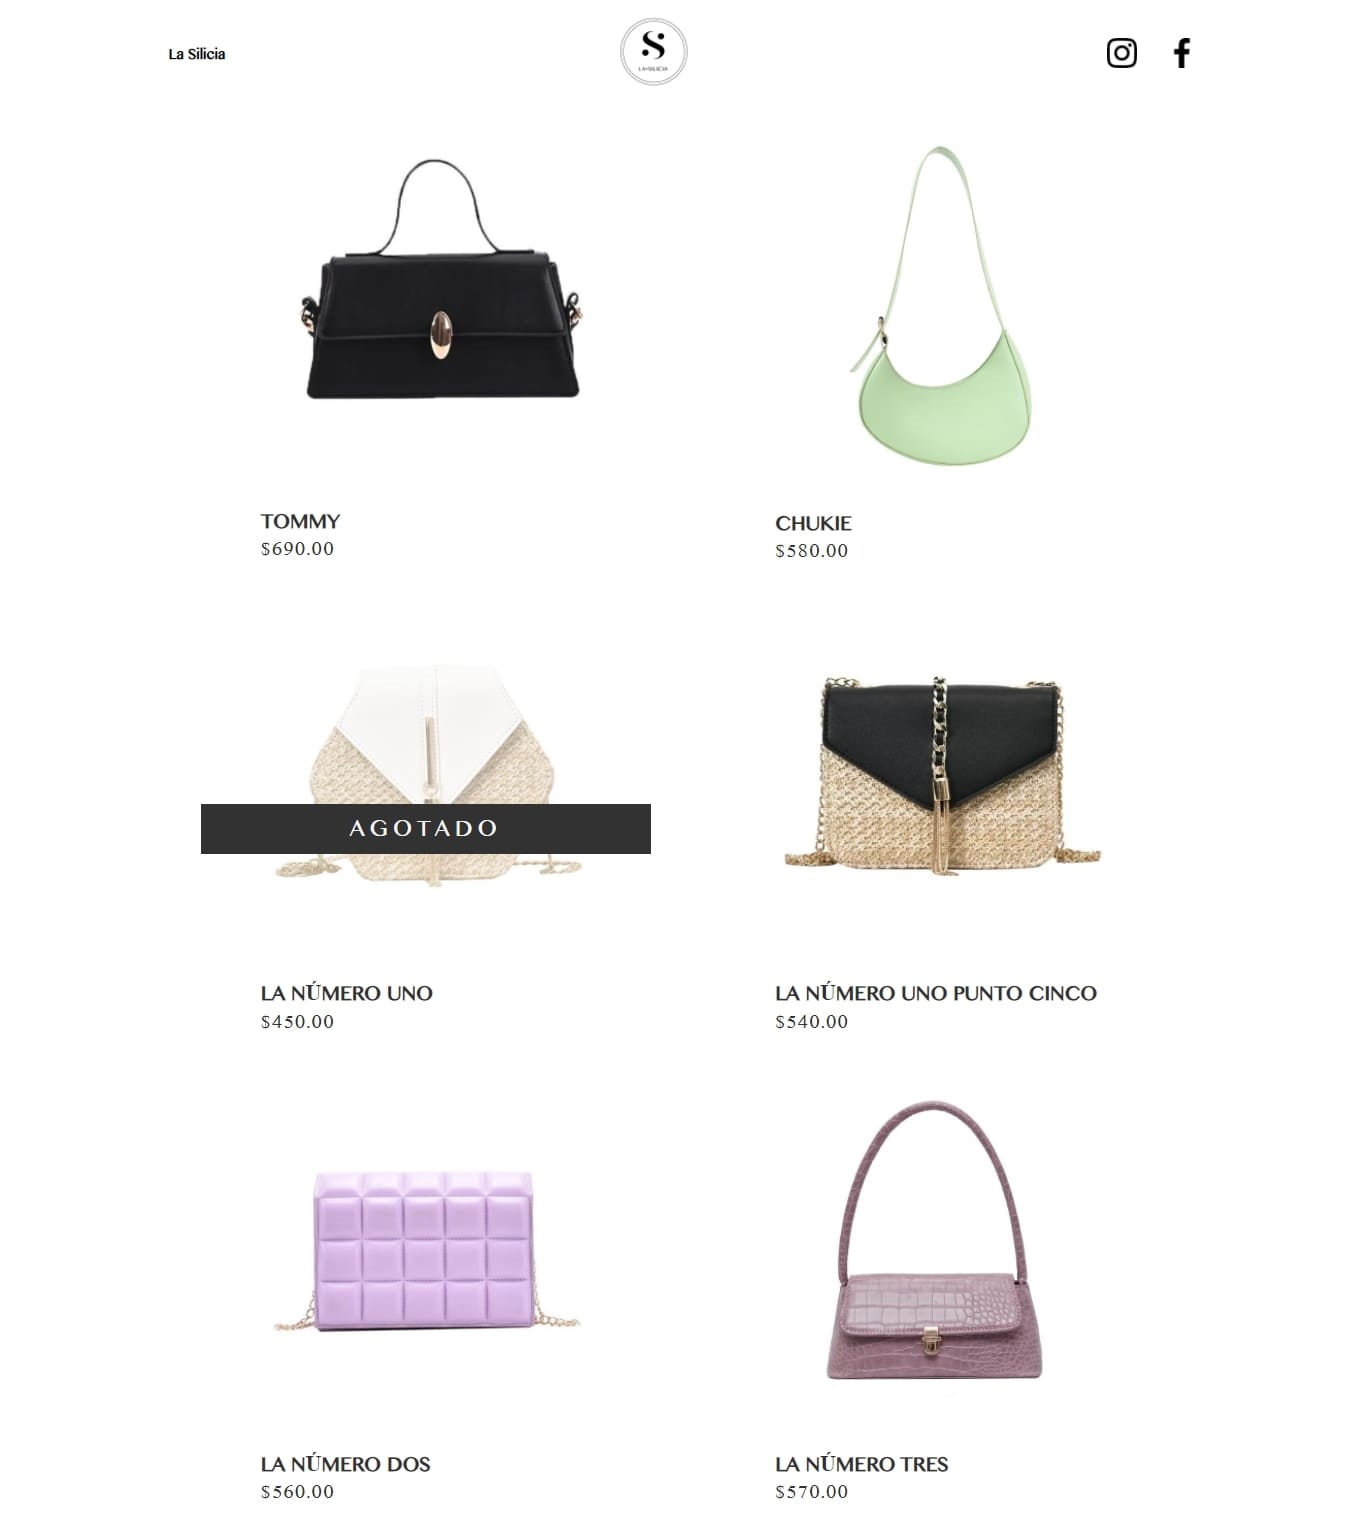 La Silicia
S
LA•SILICIA
TOMMY
$690.00
CHUKIE
$580.00
AGOTADO
LA NÚMERO UNO
$450.00
LA NÚMERO UNO PUNTO CINCO
$540.00
LA NÚMERO DOS
$560.00
LA NÚMERO TRES
$570.00